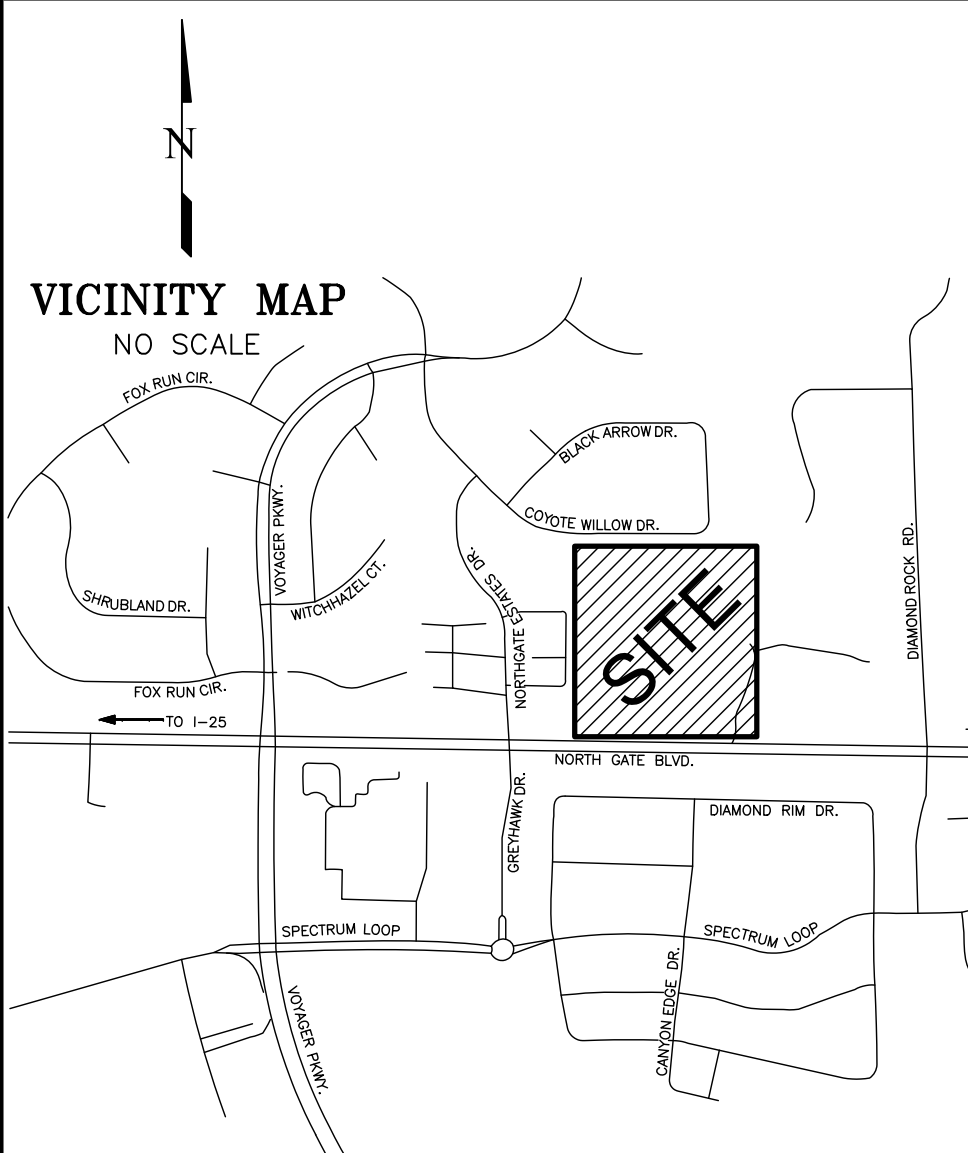 N
VICINITY MAP
NO SCALE
FOX RUN CIR.
BLACK ARROW DR.
COYOTE WILLOW DR.
VOYAGER PKWY.
DIAMOND ROCK RD.
NORTHGATE ESTATES DR.
WITCHHAZEL CT.
SHRUBLAND DR.
SITE
FOX RUN CIR.
TO I-25
NORTH GATE BLVD.
GREYHAWK DR.
DIAMOND RIM DR.
SPECTRUM LOOP
SPECTRUM LOOP
CANYON EDGE DR.
VOYAGER PKWY.